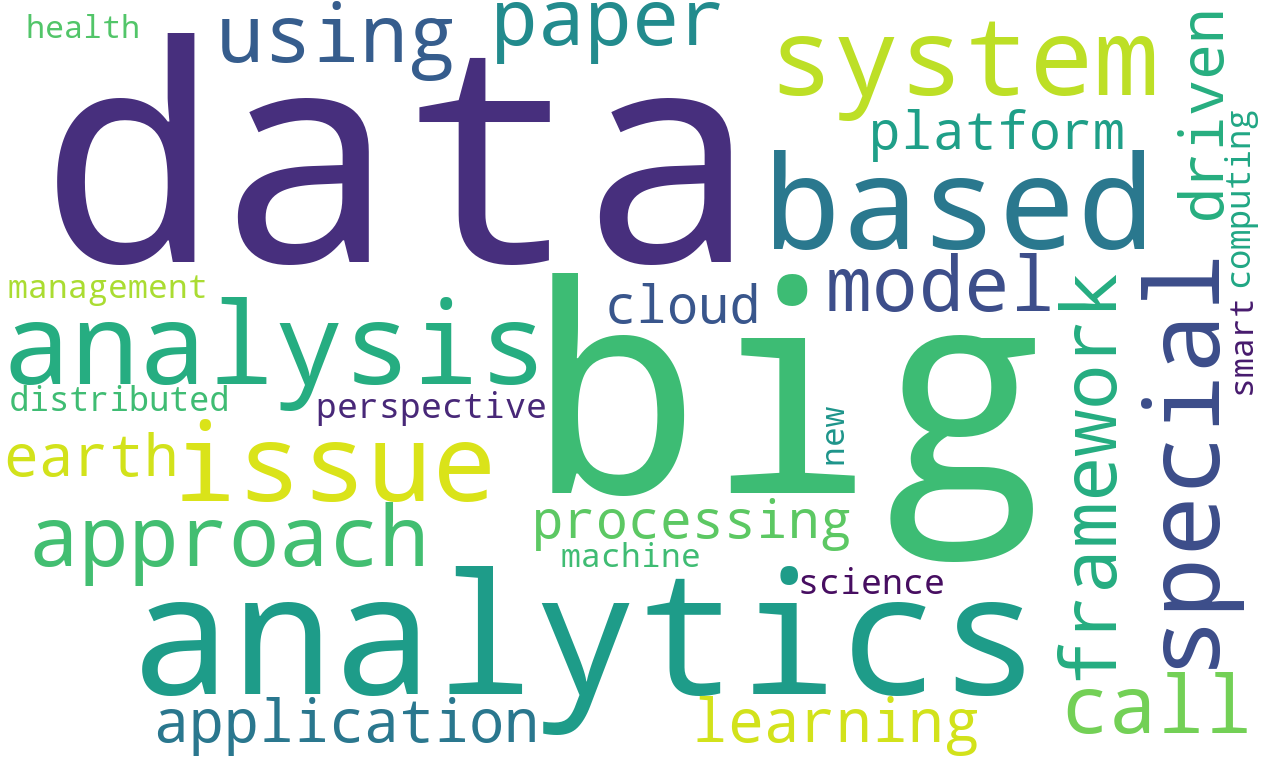 health
using
paper
data
system
platform
driven
computing
based
management
analysis
cloud
model
big
special
smart
framework
distributed
perspective
new
earth
issue
approach
processing
machine
science
analytics
call
application
learning